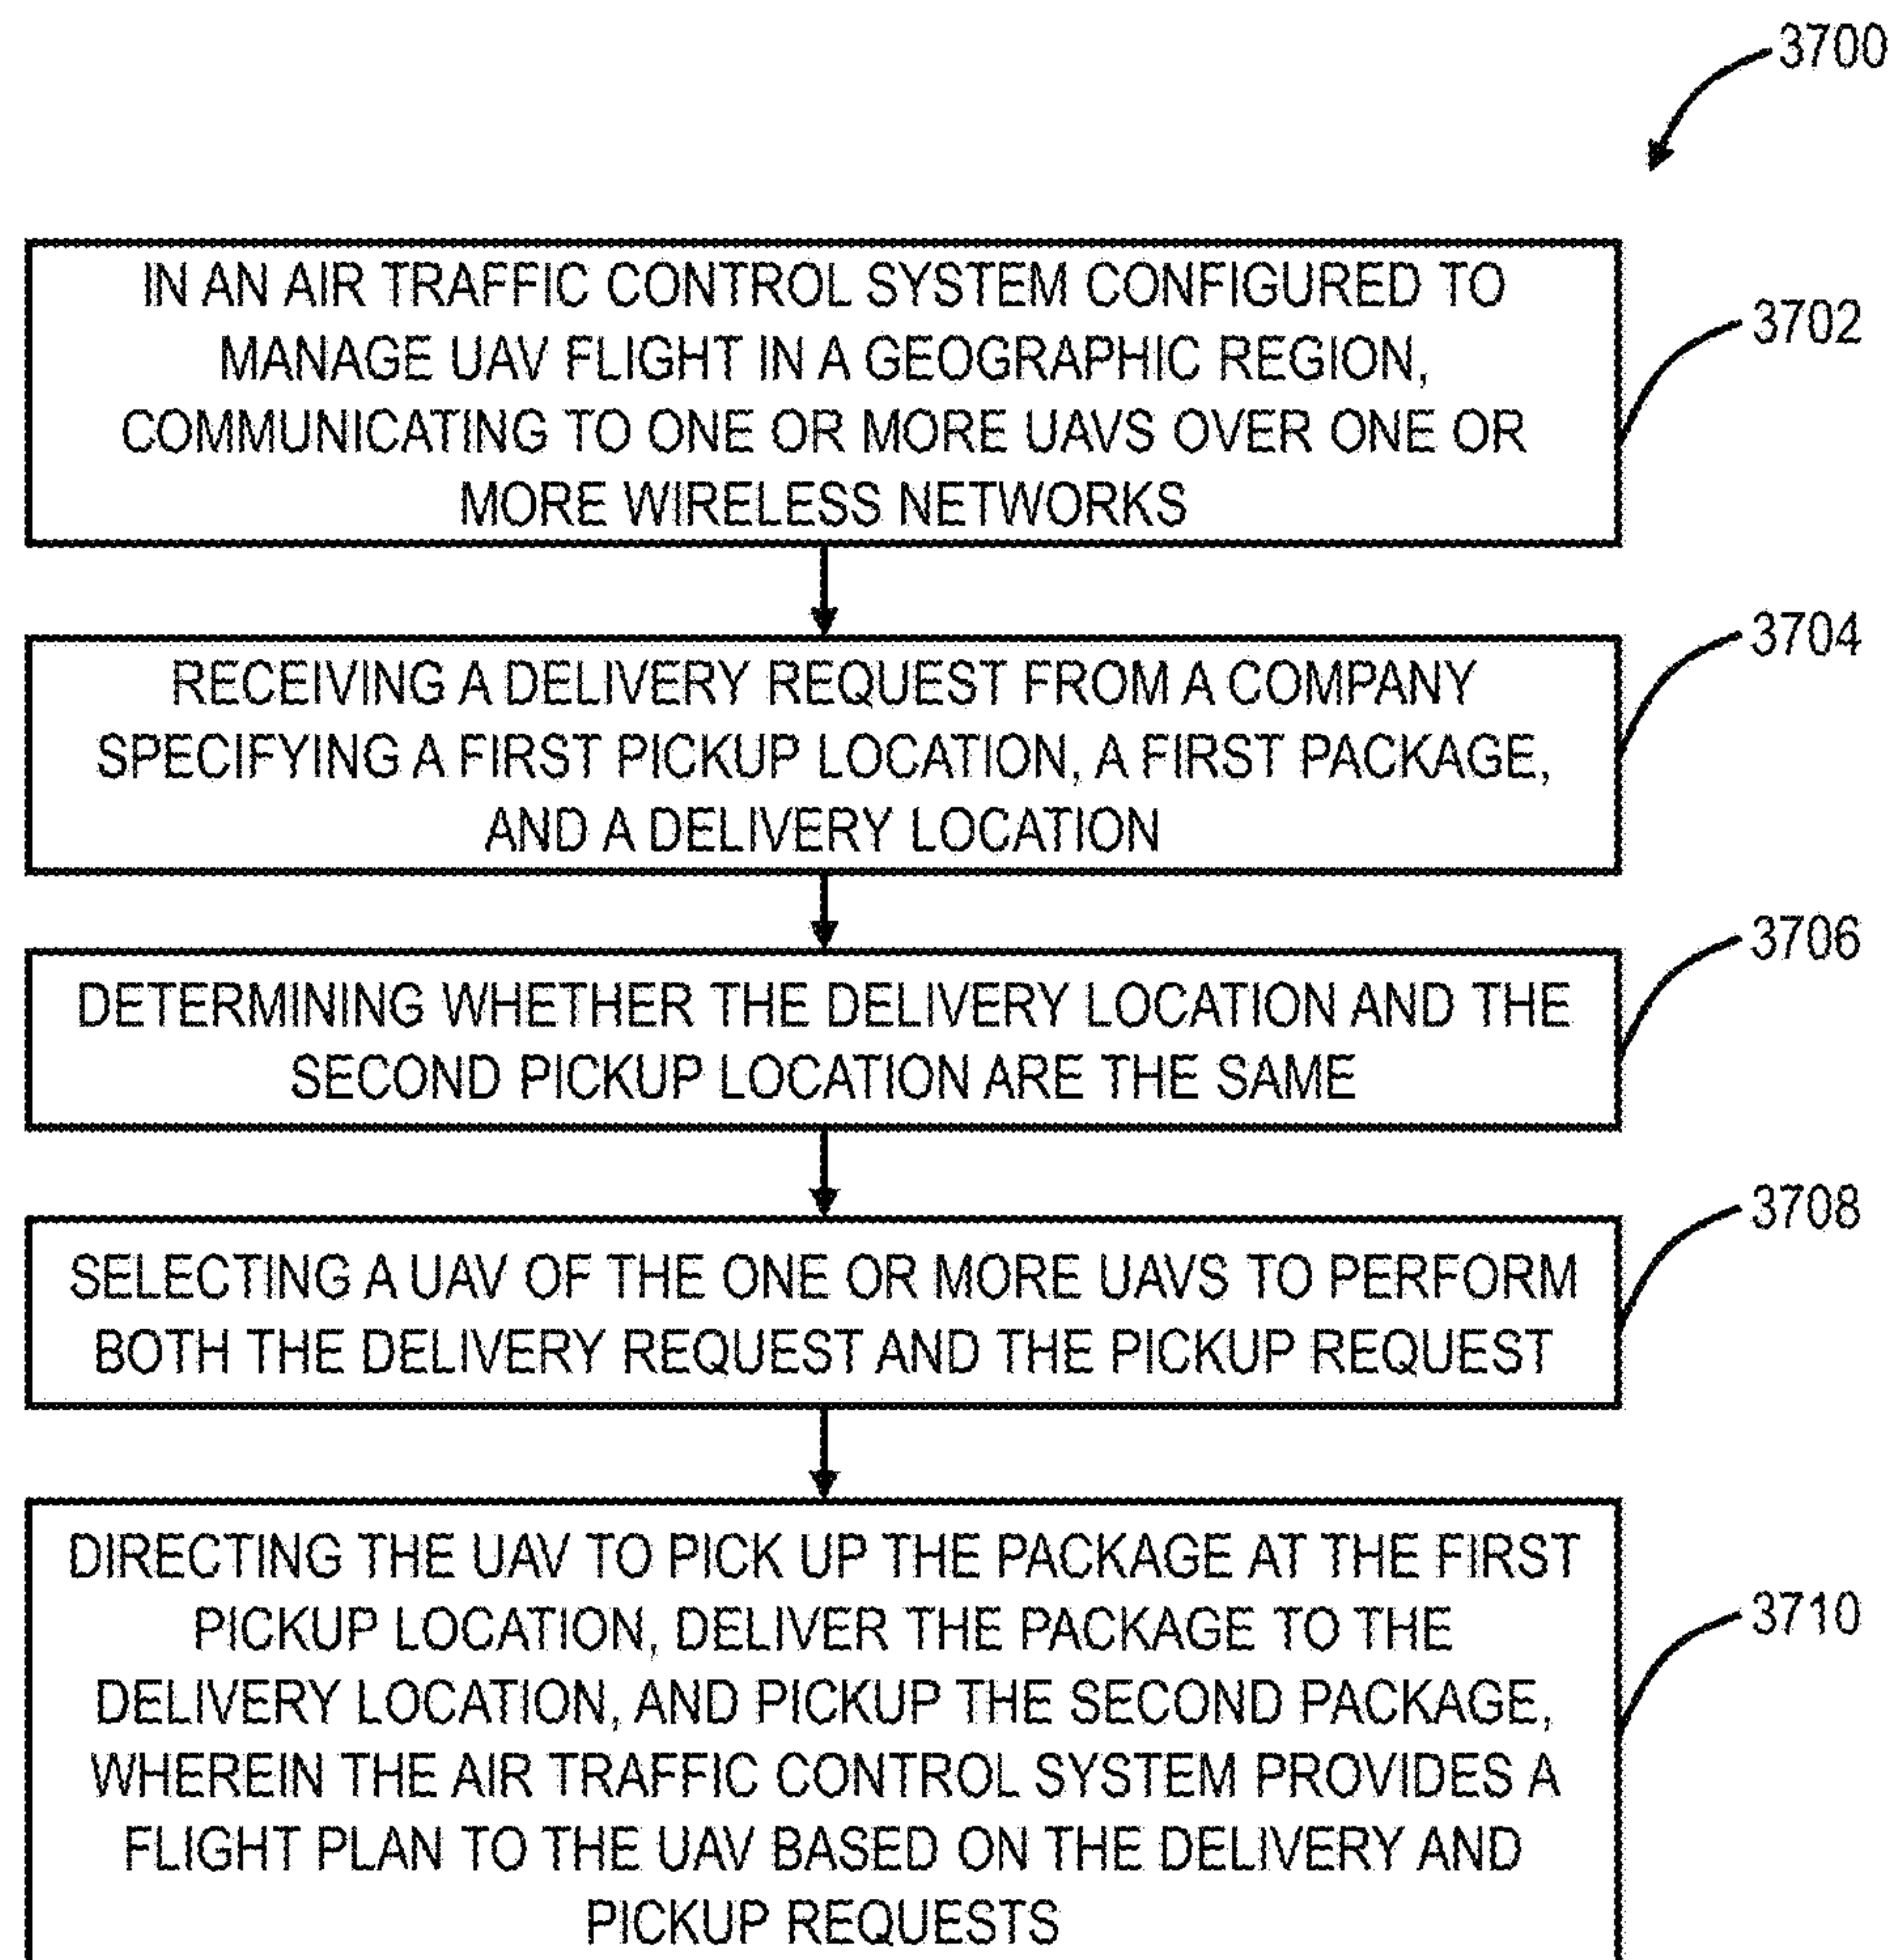 3700
IN AN AIR TRAFFIC CONTROL SYSTEM CONFIGURED TO
MANAGE UAV FLIGHT IN A GEOGRAPHIC REGION,
COMMUNICATING TO ONE OR MORE UAVS OVER ONE OR
MORE WIRELESS NETWORKS
3702
RECEIVING A DELIVERY REQUEST FROM A COMPANY
SPECIFYING A FIRST PICKUP LOCATION, A FIRST PACKAGE,
AND A DELIVERY LOCATION
3704
DETERMINING WHETHER THE DELIVERY LOCATION AND THE
SECOND PICKUP LOCATION ARE THE SAME
3706
SELECTING A UAV OF THE ONE OR MORE UAVS TO PERFORM
BOTH THE DELIVERY REQUEST AND THE PICKUP REQUEST
3708
DIRECTING THE UAV TO PICK UP THE PACKAGE AT THE FIRST
PICKUP LOCATION, DELIVER THE PACKAGE TO THE
DELIVERY LOCATION, AND PICKUP THE SECOND PACKAGE,
WHEREIN THE AIR TRAFFIC CONTROL SYSTEM PROVIDES A
FLIGHT PLAN TO THE UAV BASED ON THE DELIVERY AND
PICKUP REQUESTS
3710